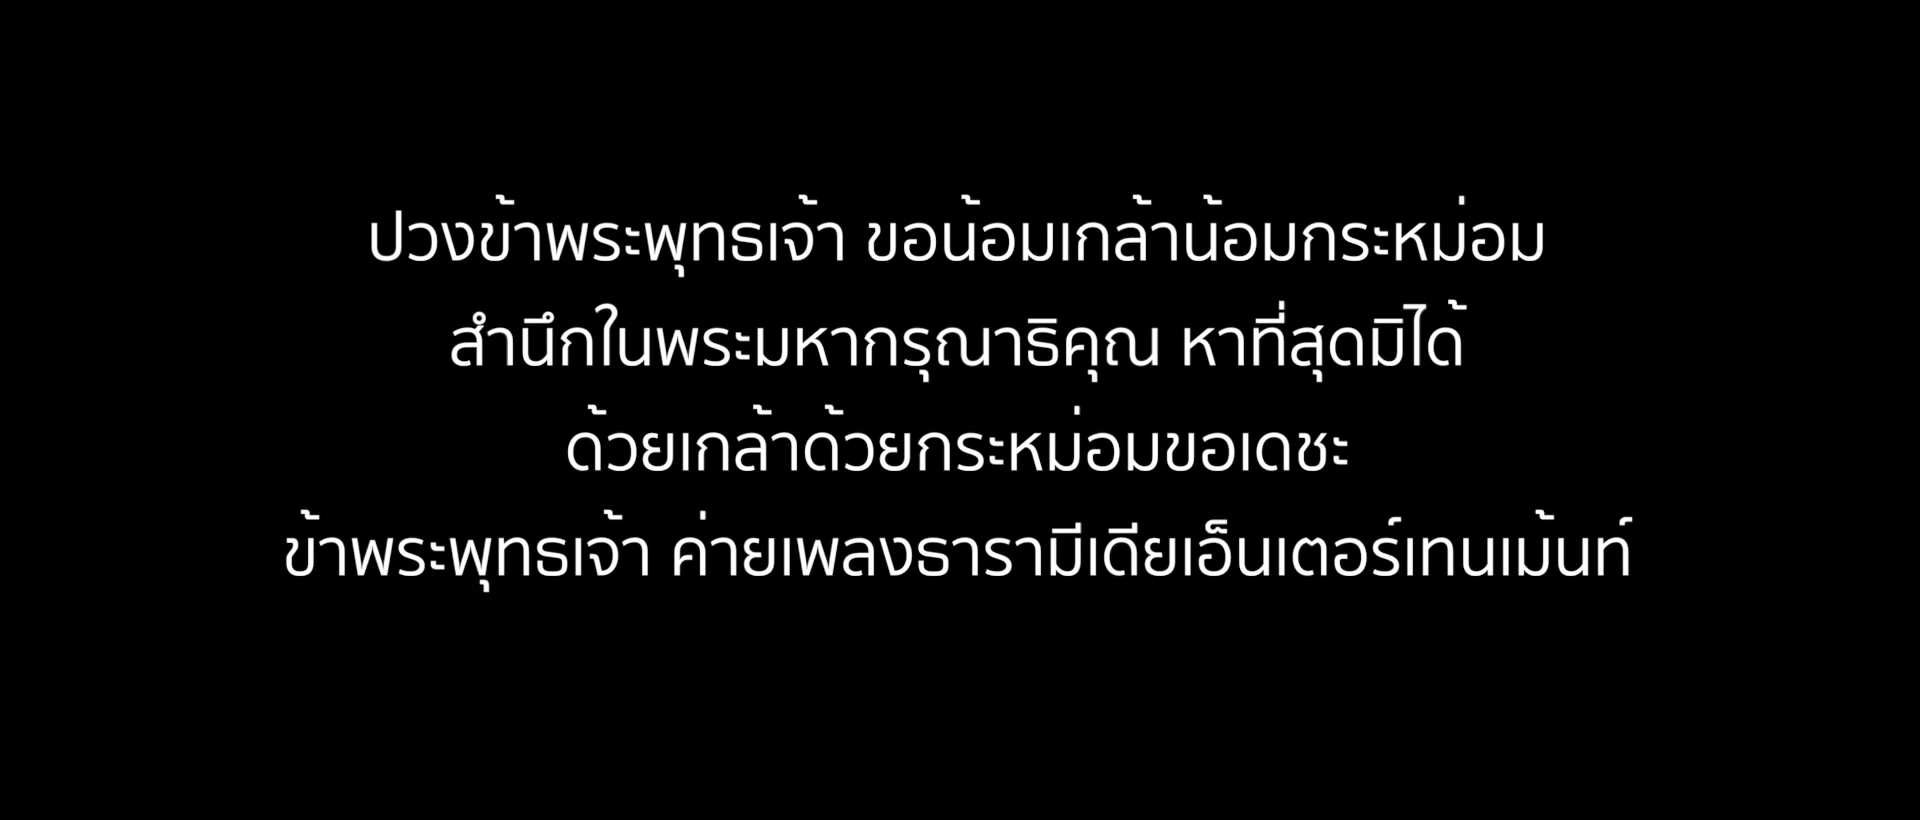 ปวงข้าพระพุทธเจ้า ขอน้อมเกล้าน้อมกระหม่อม
สำนึกในพระมหากรุณาธิคุณ หาที่สุดมิได้
ด้วยเกล้าด้วยกระหม่อมขอเดชะ
ข้าพระพุทธเจ้า ค่ายเพลงธารามีเดียเอ็นเตอร์เทนเม้นท์